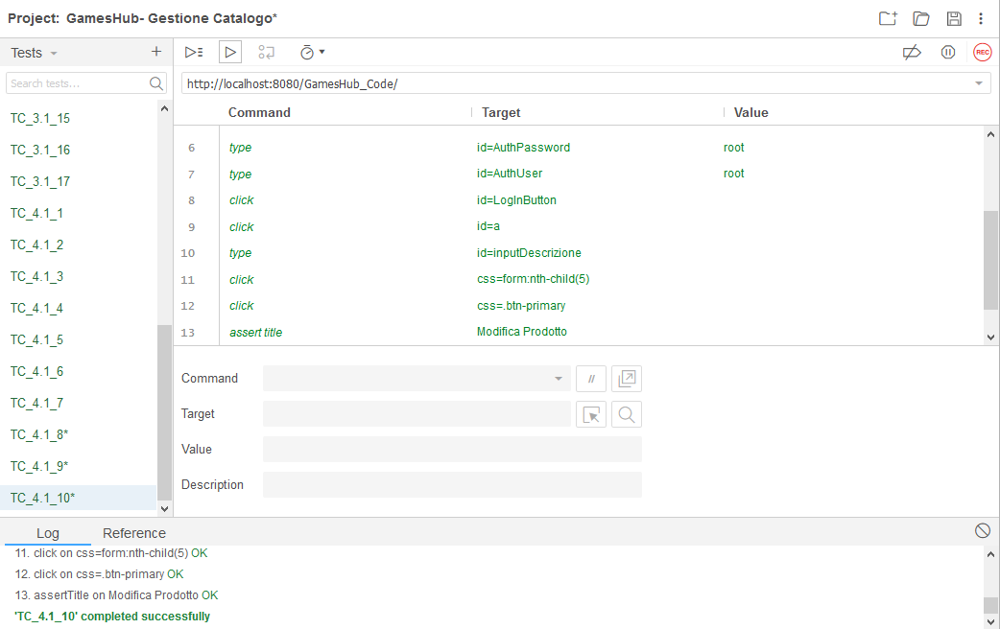 Project: GamesHub- Gestione Catalogo*
Tests
REC
Search tests...
http://localhost:8080/GamesHub_Code/
TC_3.1_15
TC_3.1_16
TC_3.1_17
TC_4.1_1
TC_4.1_2
TC_4.1_3
TC_4.1_4
TC_4.1_5
TC_4.1_6
TC_4.1_7
TC_4.1_8*
TC_4.1_9*
TC_4.1_10*
Command Target Value
6 type id=AuthPassword root
7 type id=AuthUser root
8 click id=LogInButton
9 click id=a
10 type id=inputDescrizione
11 click css=form:nth-child(5)
12 click css=.btn-primary
13 assert title Modifica Prodotto
Command //
Target
Value
Description
Log Reference
11. click on css=form:nth-child(5) OK
12. click on css=.btn-primary OK
13. assertTitle on Modifica Prodotto OK
'TC_4.1_10' completed successfully